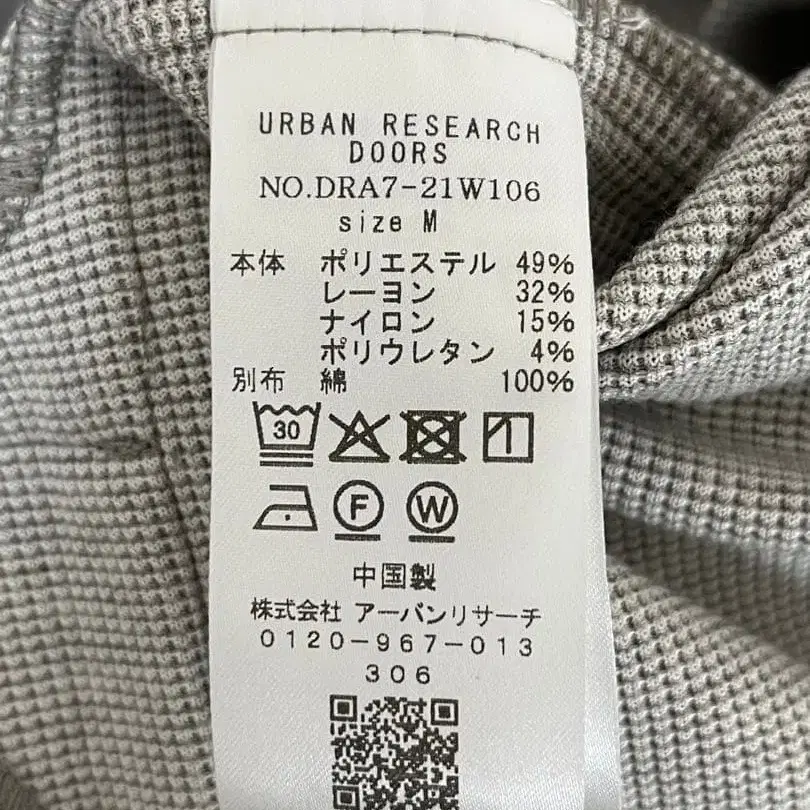 URBAN RESEARCH
DOORS
NO.DRA7-21W106
size M
本体 ポリエステル 49%
レーヨン 32%
ナイロン 15%
ポリウレタン 4%
別布 綿 100%
30
F W
中国製
株式会社 アーバンリサーチ
0120-967-013
306